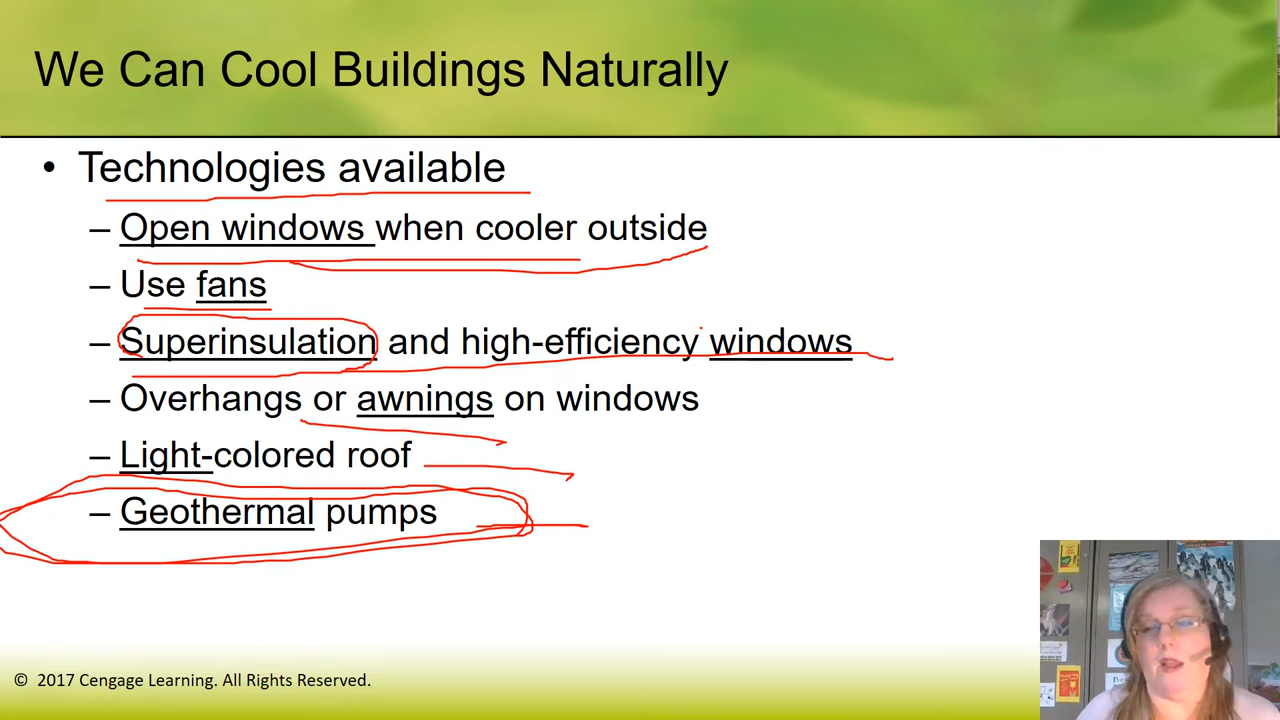 We Can Cool Buildings Naturally
• Technologies available
– Open windows when cooler outside
– Use fans
– Superinsulation and high-efficiency windows
– Overhangs or awnings on windows
– Light-colored roof
– Geothermal pumps
© 2017 Cengage Learning. All Rights Reserved.